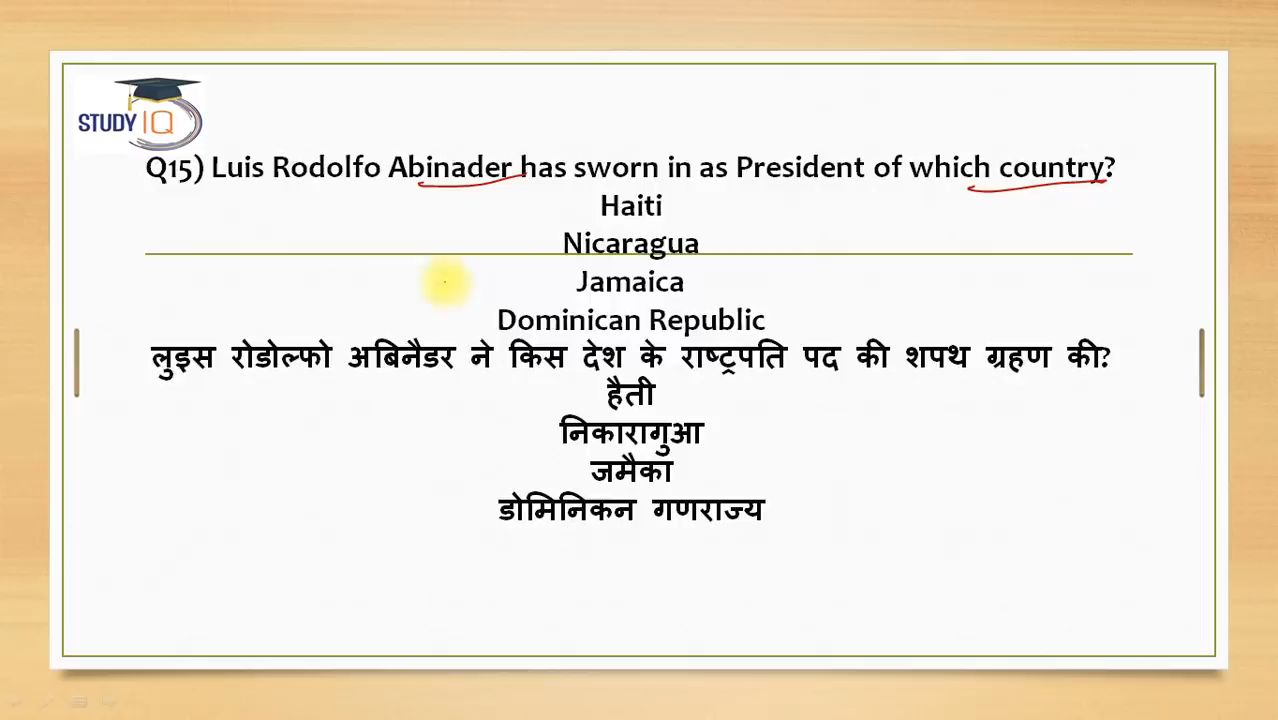 STUDY IQ
Q15) Luis Rodolfo Abinader has sworn in as President of which country?
Haiti
Nicaragua
Jamaica
Dominican Republic
लुइस रोडोल्फो अबिनैडर ने किस देश के राष्ट्रपति पद की शपथ ग्रहण की?
हैती
निकारागुआ
जमैका
डोमिनिकन गणराज्य